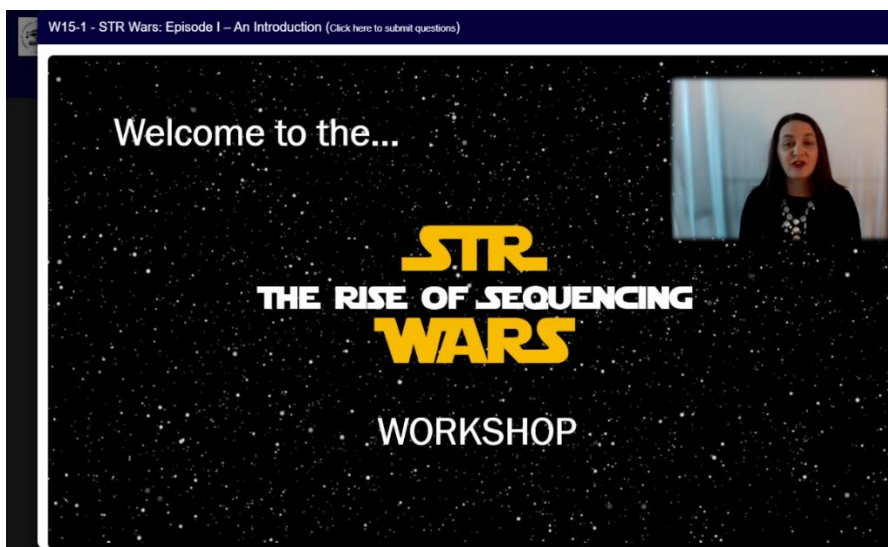 W15-1 - STR Wars: Episode I – An Introduction (Click here to submit questions)
Welcome to the...
STR
THE RISE OF SEQUENCING
WARS
WORKSHOP